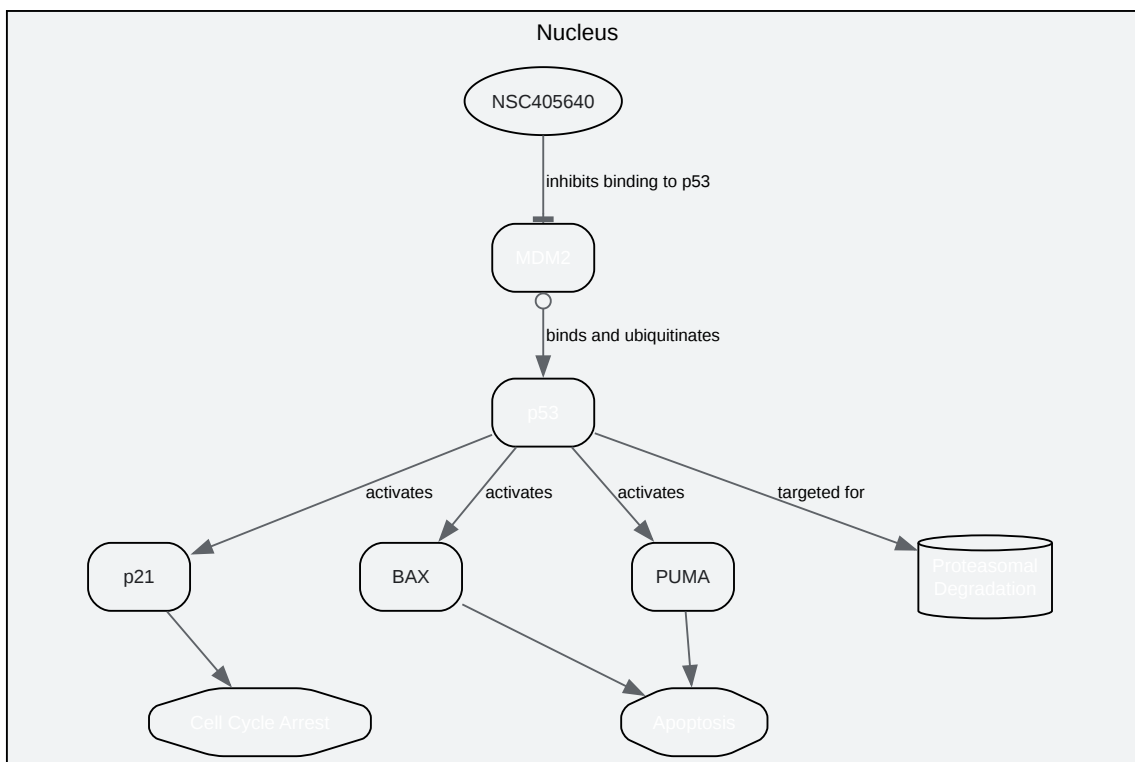 Nucleus
NSC405640
inhibits binding to p53
MDM2
binds and ubiquitinates
p53
activates
activates
activates
targeted for
p21
BAX
PUMA
Proteasomal
Degradation
Cell Cycle Arrest
Apoptosis